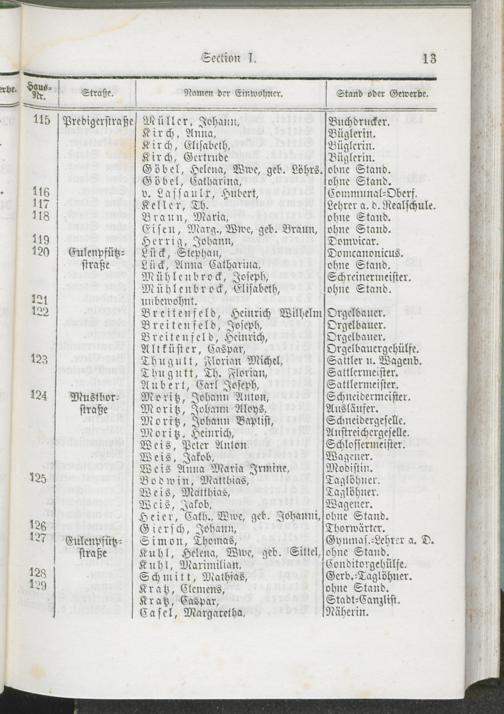 Section I. 13
Haus-Nr. Straße. Namen der Einwohner. Stand oder Gewerbe.
115 Predigerstraße Müller, Johann, Buchdrucker.
Kirch, Anna, Büglerin.
Kirch, Elisabeth, Büglerin.
Kirch, Gertrude Büglerin.
Göbel, Helena, Wwe, geb. Löhrs. ohne Stand.
Göbel, Catharina, ohne Stand.
116 v. Lassaulx, Hubert, Communal-Oberf.
117 Keller, Th. Lehrer a. d. Realschule.
118 Braun, Maria, ohne Stand.
Eisen, Marg., Wwe, geb. Braun, ohne Stand.
119 Herrig, Johann, Domvicar.
120 Eulenpfütz- Lück, Stephan, Domcanonicus.
straße Lück, Anna Catharina, ohne Stand.
Mühlenbrock, Joseph, Schreinermeister.
Mühlenbrock, Elisabeth, ohne Stand.
121 unbewohnt.
122 Breitenfeld, Heinrich Wilhelm Orgelbauer.
Breitenfeld, Joseph, Orgelbauer.
Breitenfeld, Heinrich, Orgelbauer.
Altküster, Caspar, Orgelbauergehülfe.
123 Thugutt, Florian Michel, Sattler u. Wagenb.
Thugutt, Th. Florian, Sattlermeister.
Aubert, Carl Joseph, Sattlermeister.
124 Musthor- Moritz, Johann Anton, Schneidermeister.
straße Moritz, Johann Aloys, Ausläufer.
Moritz, Johann Baptist, Schneidergeselle.
Moritz, Heinrich, Anstreichergeselle.
Weis, Peter Anton Schlossermeister.
Weis, Jakob, Wagener.
Weis Anna Maria Irmine, Modistin.
125 Bodwin, Matthias, Taglöhner.
Weis, Matthias, Taglöhner.
Weis, Jakob, Wagener.
Heier, Cath., Wwe, geb. Johanni, ohne Stand.
126 Giersch, Johann, Thorwärter.
127 Eulenpfütz- Simon, Thomas, Gymnas.-Lehrer a. D.
straße Kuhl, Helena, Wwe, geb. Sittel, ohne Stand.
Kuhl, Maximilian, Conditorgehülfe.
128 Schmitt, Mathias, Gerb.-Taglöhner.
129 Kratz, Clemens, ohne Stand.
Kratz, Caspar, Stadt-Canzlist.
Casel, Margaretha, Näherin.